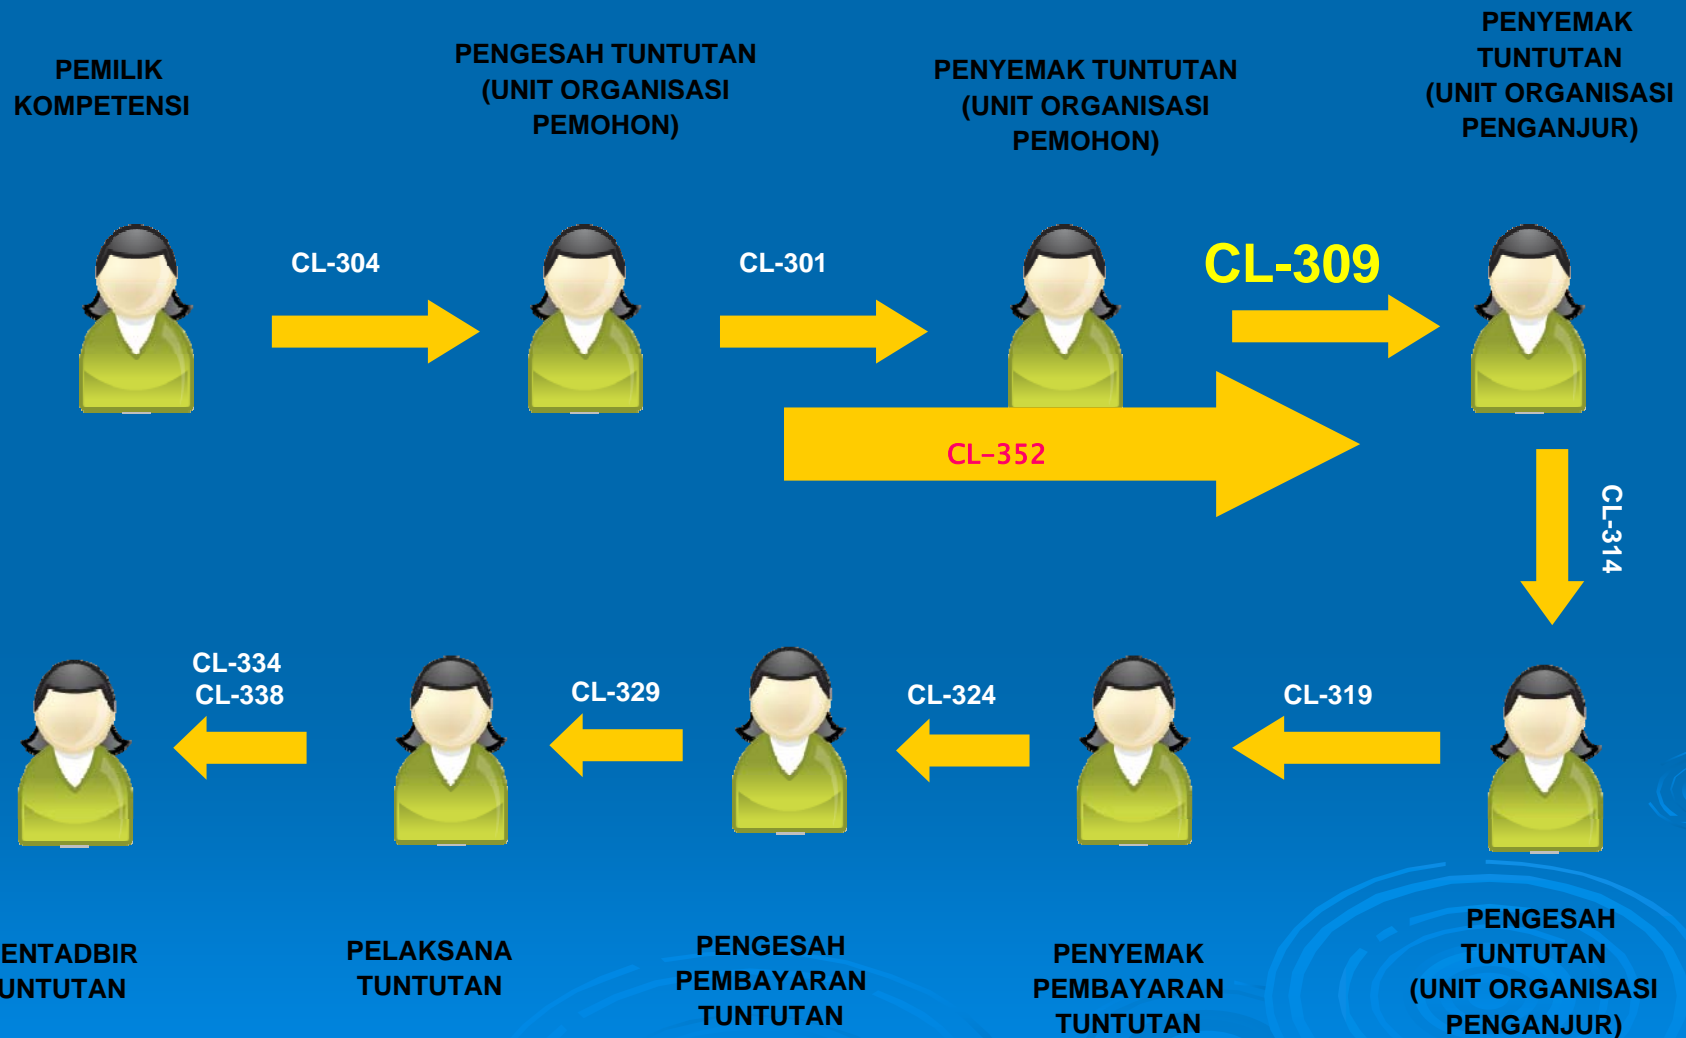 PEMILIK
KOMPETENSI
PENGESAH TUNTUTAN
(UNIT ORGANISASI
PEMOHON)
PENYEMAK TUNTUTAN
(UNIT ORGANISASI
PEMOHON)
PENYEMAK
TUNTUTAN
(UNIT ORGANISASI
PENGANJUR)
CL-304
CL-301
CL-309
CL-352
CL-314
CL-334
CL-338
CL-329
CL-324
CL-319
ENTADBIR
UNTUTAN
PELAKSANA
TUNTUTAN
PENGESAH
PEMBAYARAN
TUNTUTAN
PENYEMAK
PEMBAYARAN
TUNTUTAN
PENGESAH
TUNTUTAN
(UNIT ORGANISASI
PENGANJUR)